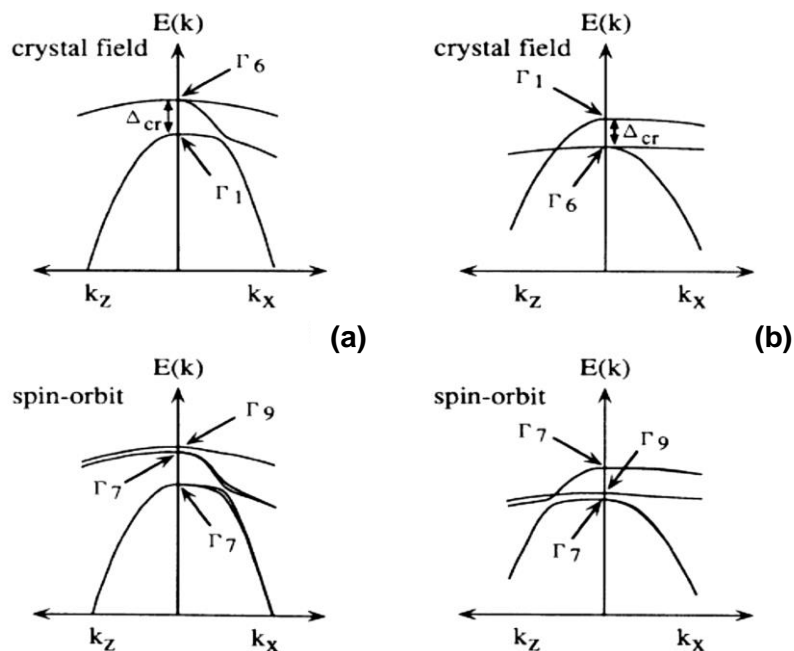 E(k)
crystal field
Γ6
Δcr
Γ1
kz
kx
(a)
E(k)
crystal field
Γ1
Δcr
Γ6
kz
kx
(b)
E(k)
spin-orbit
Γ9
Γ7
Γ7
kz
kx
E(k)
spin-orbit
Γ7
Γ9
Γ7
kz
kx